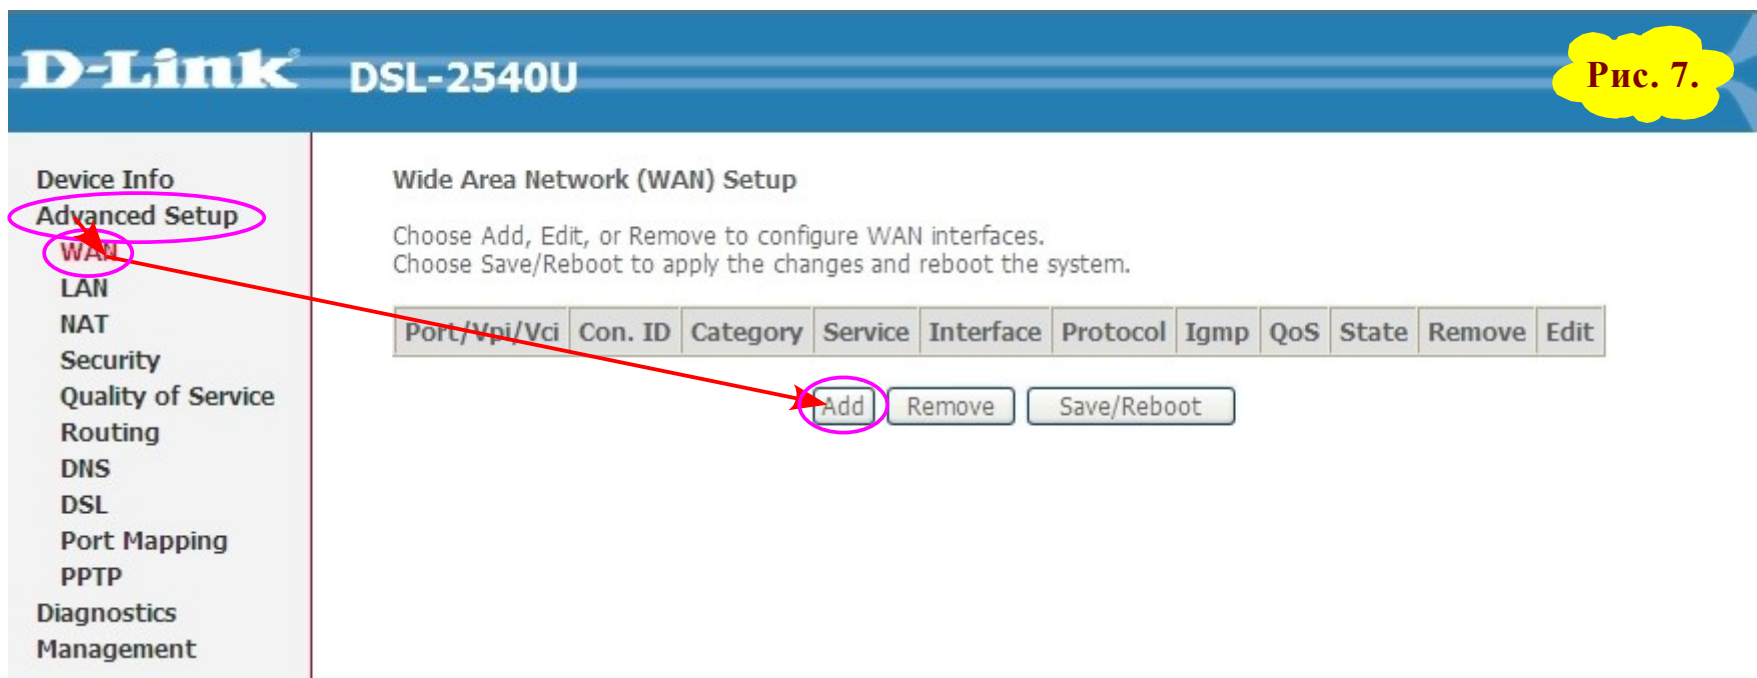 D-Link
DSL-2540U
Рис. 7.
Device Info
Advanced Setup
WAN
LAN
NAT
Security
Quality of Service
Routing
DNS
DSL
Port Mapping
PPTP
Diagnostics
Management
Wide Area Network (WAN) Setup
Choose Add, Edit, or Remove to configure WAN interfaces.
Choose Save/Reboot to apply the changes and reboot the system.
Port/Vpi/Vci Con. ID Category Service Interface Protocol Igmp QoS State Remove Edit
Add Remove Save/Reboot